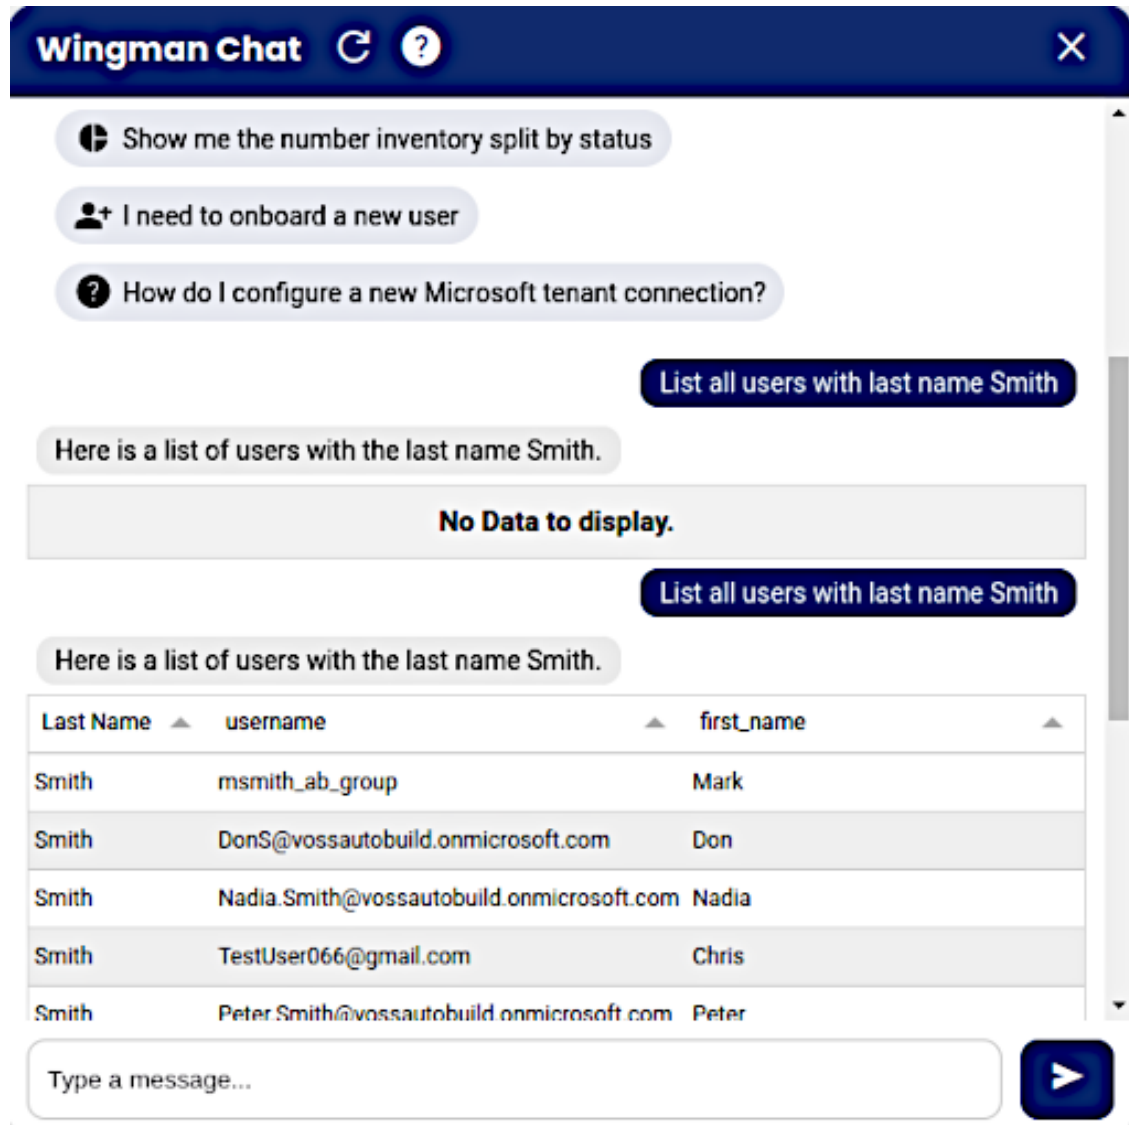 Wingman Chat
Show me the number inventory split by status
I need to onboard a new user
How do I configure a new Microsoft tenant connection?
List all users with last name Smith
Here is a list of users with the last name Smith.
No Data to display.
List all users with last name Smith
Here is a list of users with the last name Smith.
Last Name username first_name
Smith msmith_ab_group Mark
Smith DonS@vossautobuild.onmicrosoft.com Don
Smith Nadia.Smith@vossautobuild.onmicrosoft.com Nadia
Smith TestUser066@gmail.com Chris
Smith Peter.Smith@vossautobuild.onmicrosoft.com Peter
Type a message...